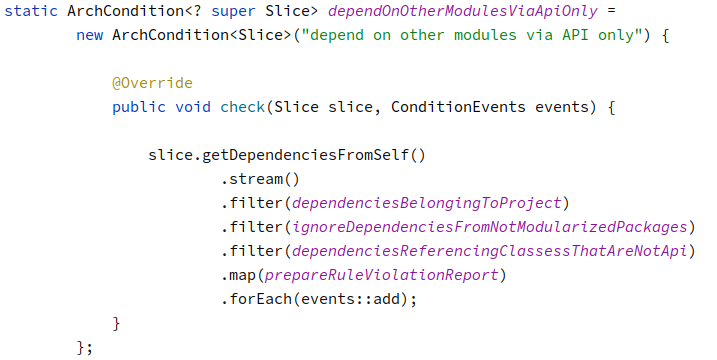 static ArchCondition<? super Slice> dependOnOtherModulesViaApiOnly =
new ArchCondition<Slice>("depend on other modules via API only") {
@Override
public void check(Slice slice, ConditionEvents events) {
slice.getDependenciesFromSelf()
.stream()
.filter(dependenciesBelongingToProject)
.filter(ignoreDependenciesFromNotModularizedPackages)
.filter(dependenciesReferencingClassessThatAreNotApi)
.map(prepareRuleViolationReport)
.forEach(events::add);
}
};